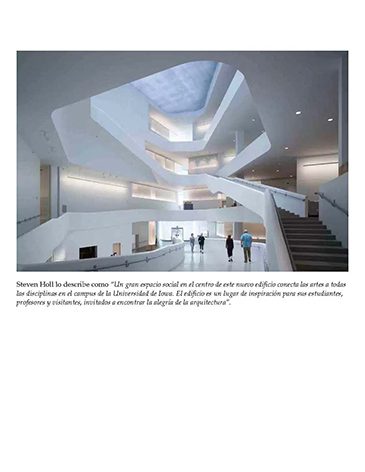 Steven Holl lo describe como "Un gran espacio social en el centro de este nuevo edificio conecta las artes a todas
las disciplinas en el campus de la Universidad de Iowa. El edificio es un lugar de inspiración para sus estudiantes,
profesores y visitantes, invitados a encontrar la alegría de la arquitectura".